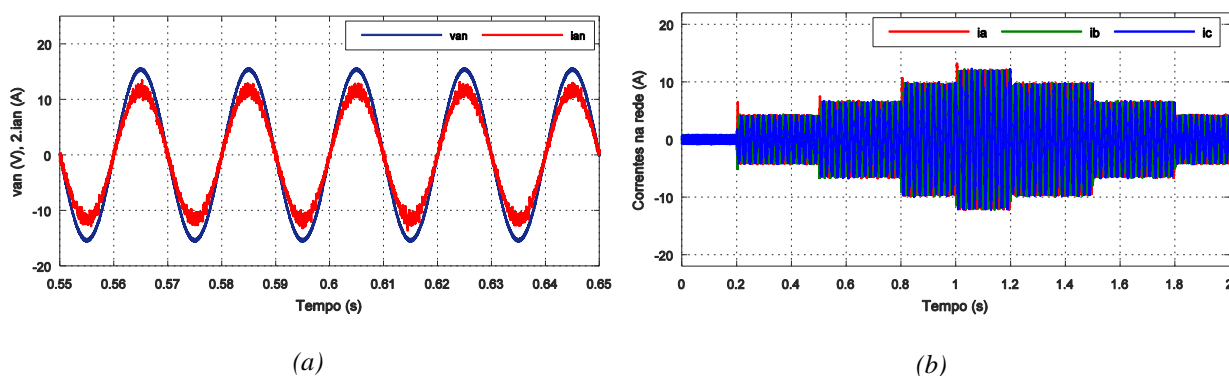 van ian
20
10
0
-10
-20
van (V), 2.ian (A)
0.55 0.56 0.57 0.58 0.59 0.6 0.61 0.62 0.63 0.64 0.65
Tempo (s)
(a)
ia ib ic
20
10
0
-10
-20
Correntes na rede (A)
0 0.2 0.4 0.6 0.8 1.0 1.2 1.4 1.6 1.8 2
Tempo (s)
(b)